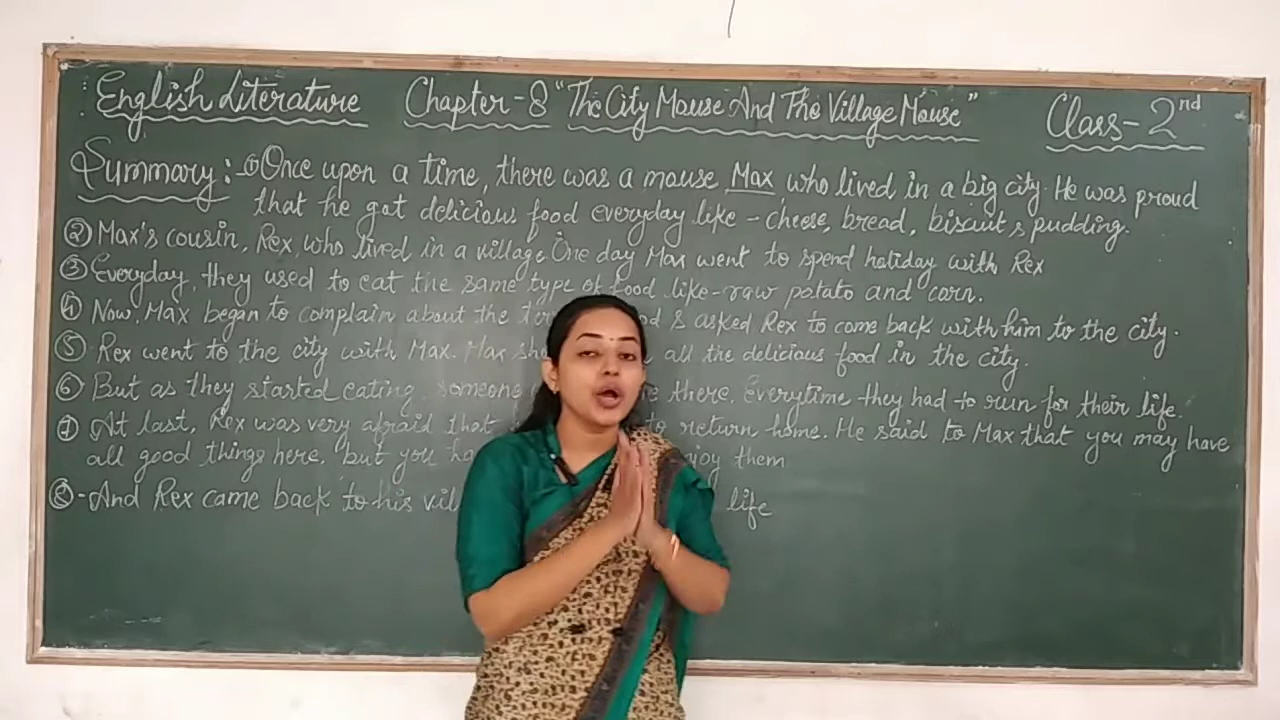 English Literature Chapter-8 "The City Mouse And The Village Mouse" Class-2nd
Summary:-① Once upon a time, there was a mouse Max who lived in a big city. He was proud
that he got delicious food everyday like - cheese, bread, biscuit & pudding.
② Max's cousin, Rex, who lived in a village. One day Max went to spend holiday with Rex
③ Everyday, they used to eat the same type of food like-raw potato and corn.
④ Now, Max began to complain about the & asked Rex to come back with him to the city.
⑤ Rex went to the city with Max. Max all the delicious food in the city.
⑥ But as they started eating, someone there. Everytime they had to run for their life.
⑦ At last, Rex was very afraid that to return home. He said to Max that you may have
all good things here, but you them
⑧ - And Rex came back to his life